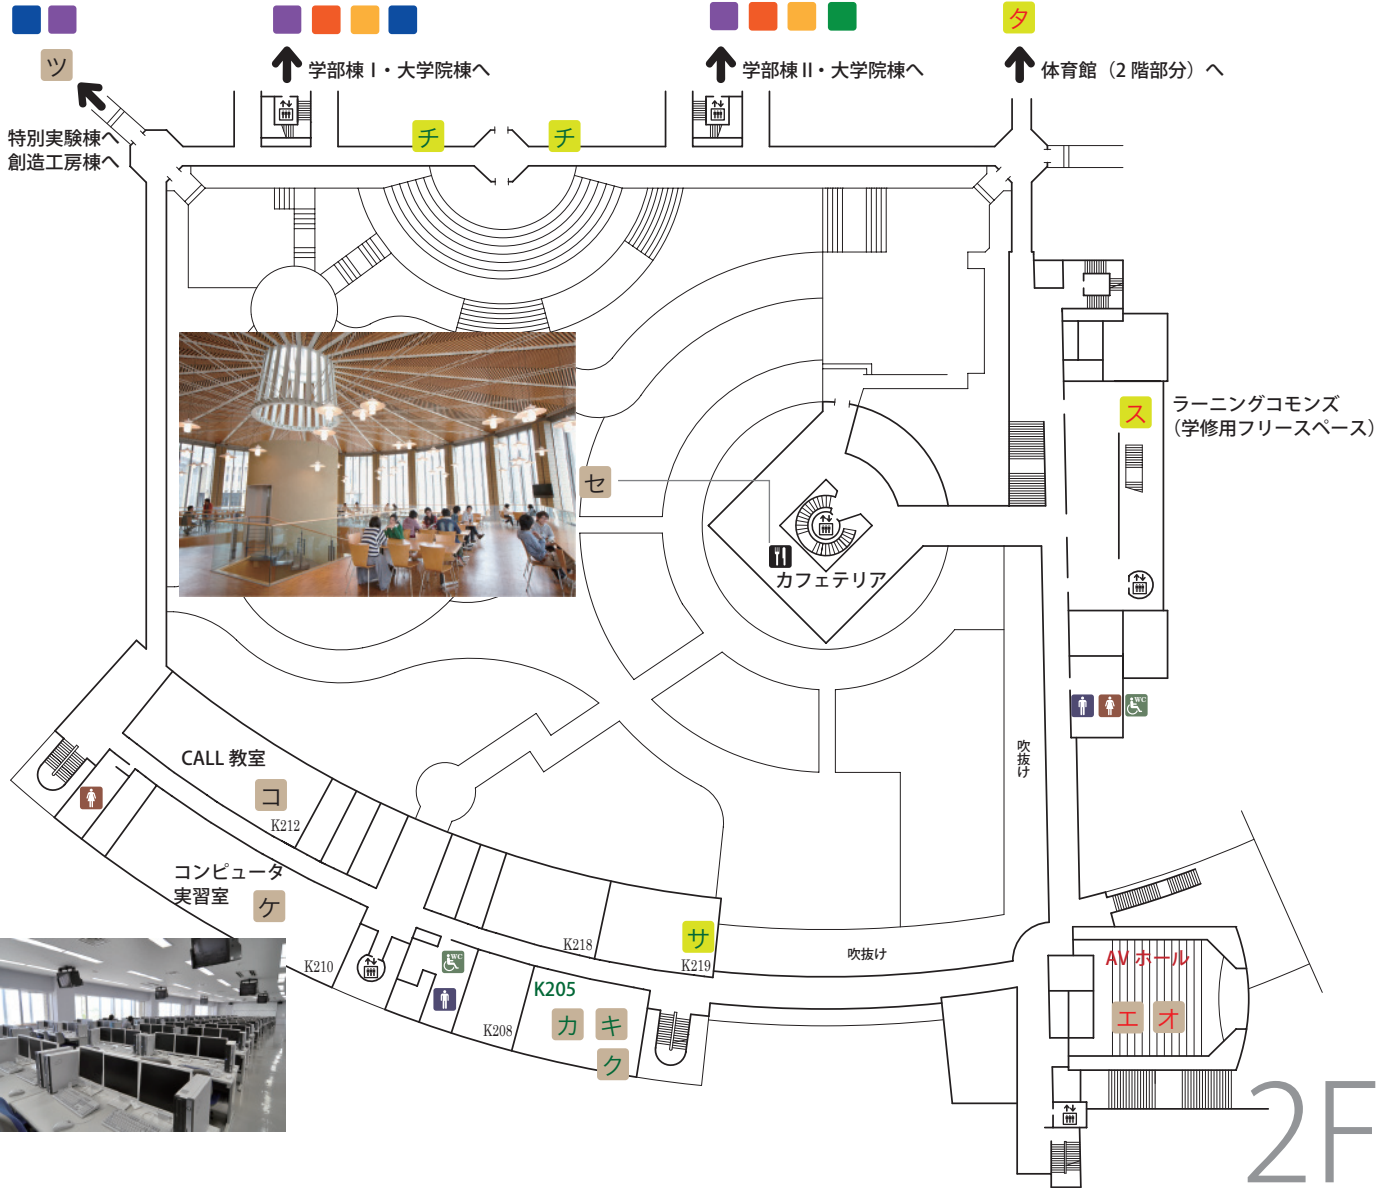 タ
ツ
学部棟 I・大学院棟へ
学部棟 II・大学院棟へ
体育館（2 階部分）へ
特別実験棟へ
創造工房棟へ
チ
チ
ス
ラーニングコモンズ
（学修用フリースペース）
セ
カフェテリア
WC
吹抜け
CALL 教室
コ
K212
コンピュータ
実習室
ケ
サ
K218
K219
吹抜け
AV ホール
K210
WC
K205
エ
オ
カ
キ
K208
ク
2F